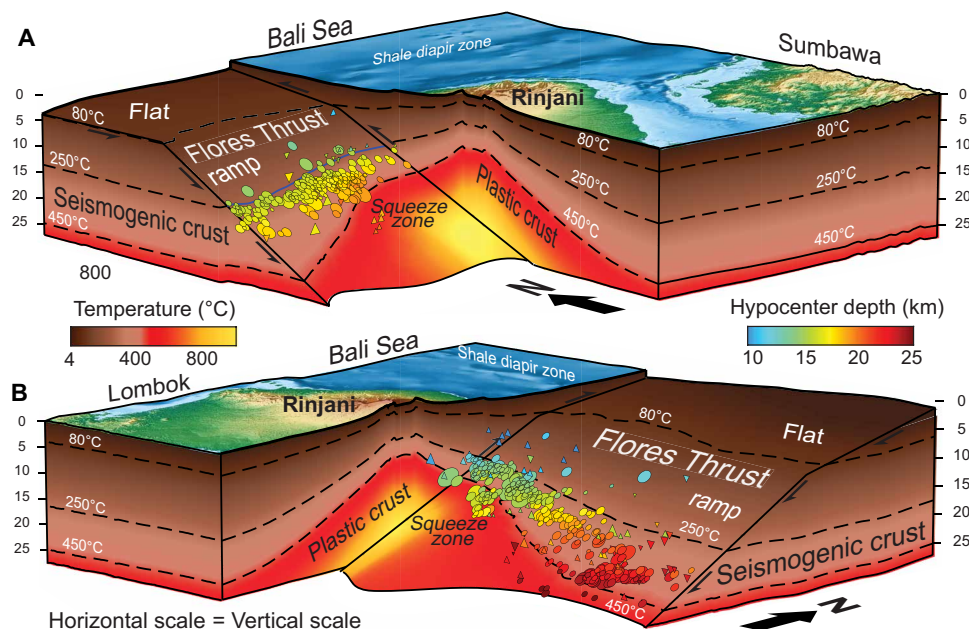 A
Bali Sea
Shale diapir zone
Sumbawa
Rinjani
0
5
10
15
20
25
80°C
Flat
250°C
Flores Thrust
ramp
Seismogenic crust
450°C
Squeeze
zone
Plastic crust
80°C
250°C
450°C
0
5
10
15
20
25
800
N
Temperature (°C)
4 400 800
Hypocenter depth (km)
10 15 20 25
B
Bali Sea
Shale diapir zone
Lombok
Rinjani
0
5
10
15
20
25
80°C
250°C
450°C
Plastic crust
Squeeze
zone
80°C
Flat
Flores Thrust
ramp
250°C
Seismogenic crust
450°C
0
5
10
15
20
25
N
Horizontal scale = Vertical scale